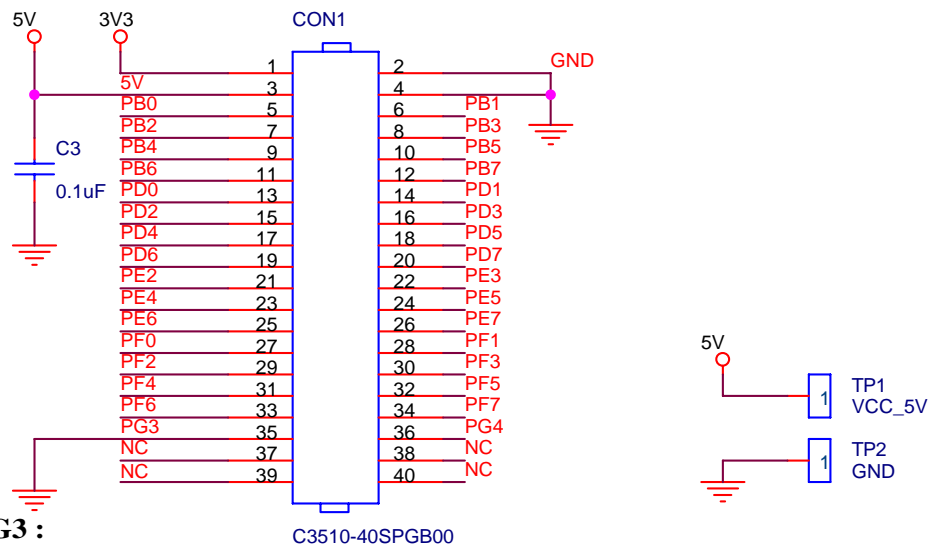 5V 3V3 CON1
GND
1 2
5V 3 4
PB0 5 6 PB1
PB2 7 8 PB3
C3 PB4 9 10 PB5
PB6 11 12 PB7
0.1uF PD0 13 14 PD1
PD2 15 16 PD3
PD4 17 18 PD5
PD6 19 20 PD7
PE2 21 22 PE3
PE4 23 24 PE5
PE6 25 26 PE7
PF0 27 28 PF1
PF2 29 30 PF3
PF4 31 32 PF5
PF6 33 34 PF7
PG3 35 36 PG4
NC 37 38 NC
NC 39 40 NC
C3510-40SPGB00
5V
1 TP1
VCC_5V
1 TP2
GND
G3 :